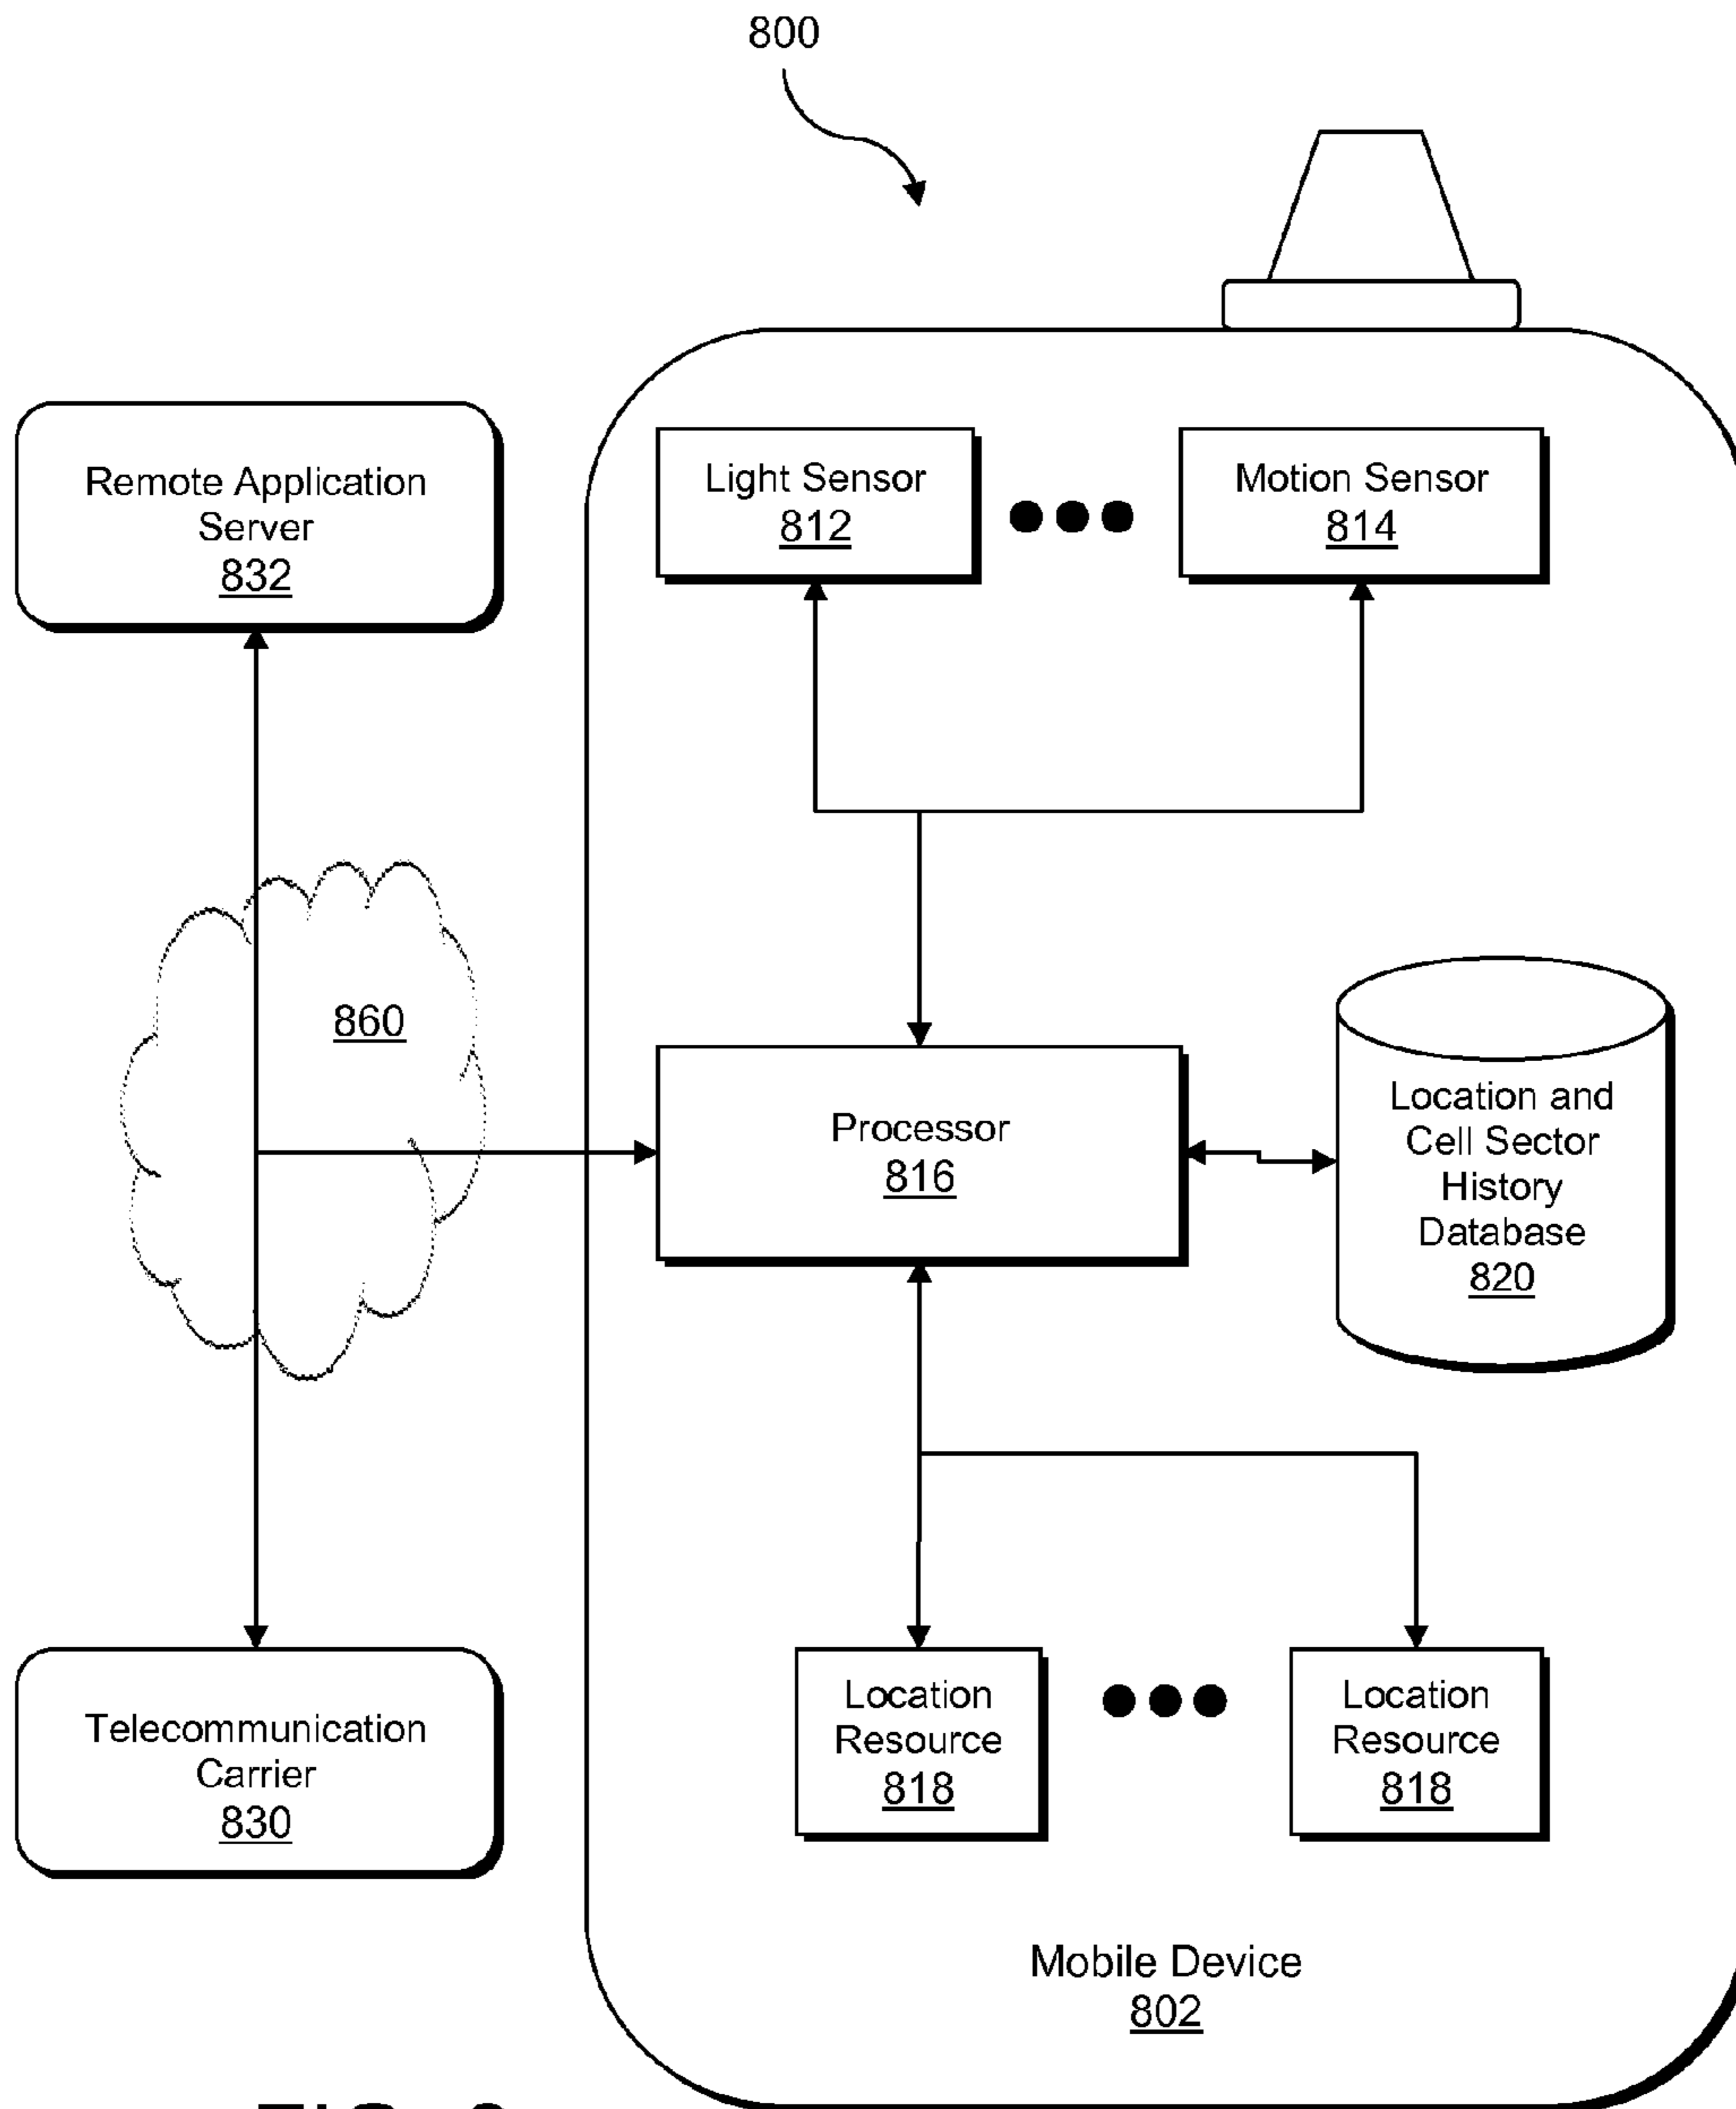 800
Remote Application
Server
832
Light Sensor
812
Motion Sensor
814
860
Processor
816
Location and
Cell Sector
History
Database
820
Telecommunication
Carrier
830
Location
Resource
818
Location
Resource
818
Mobile Device
802